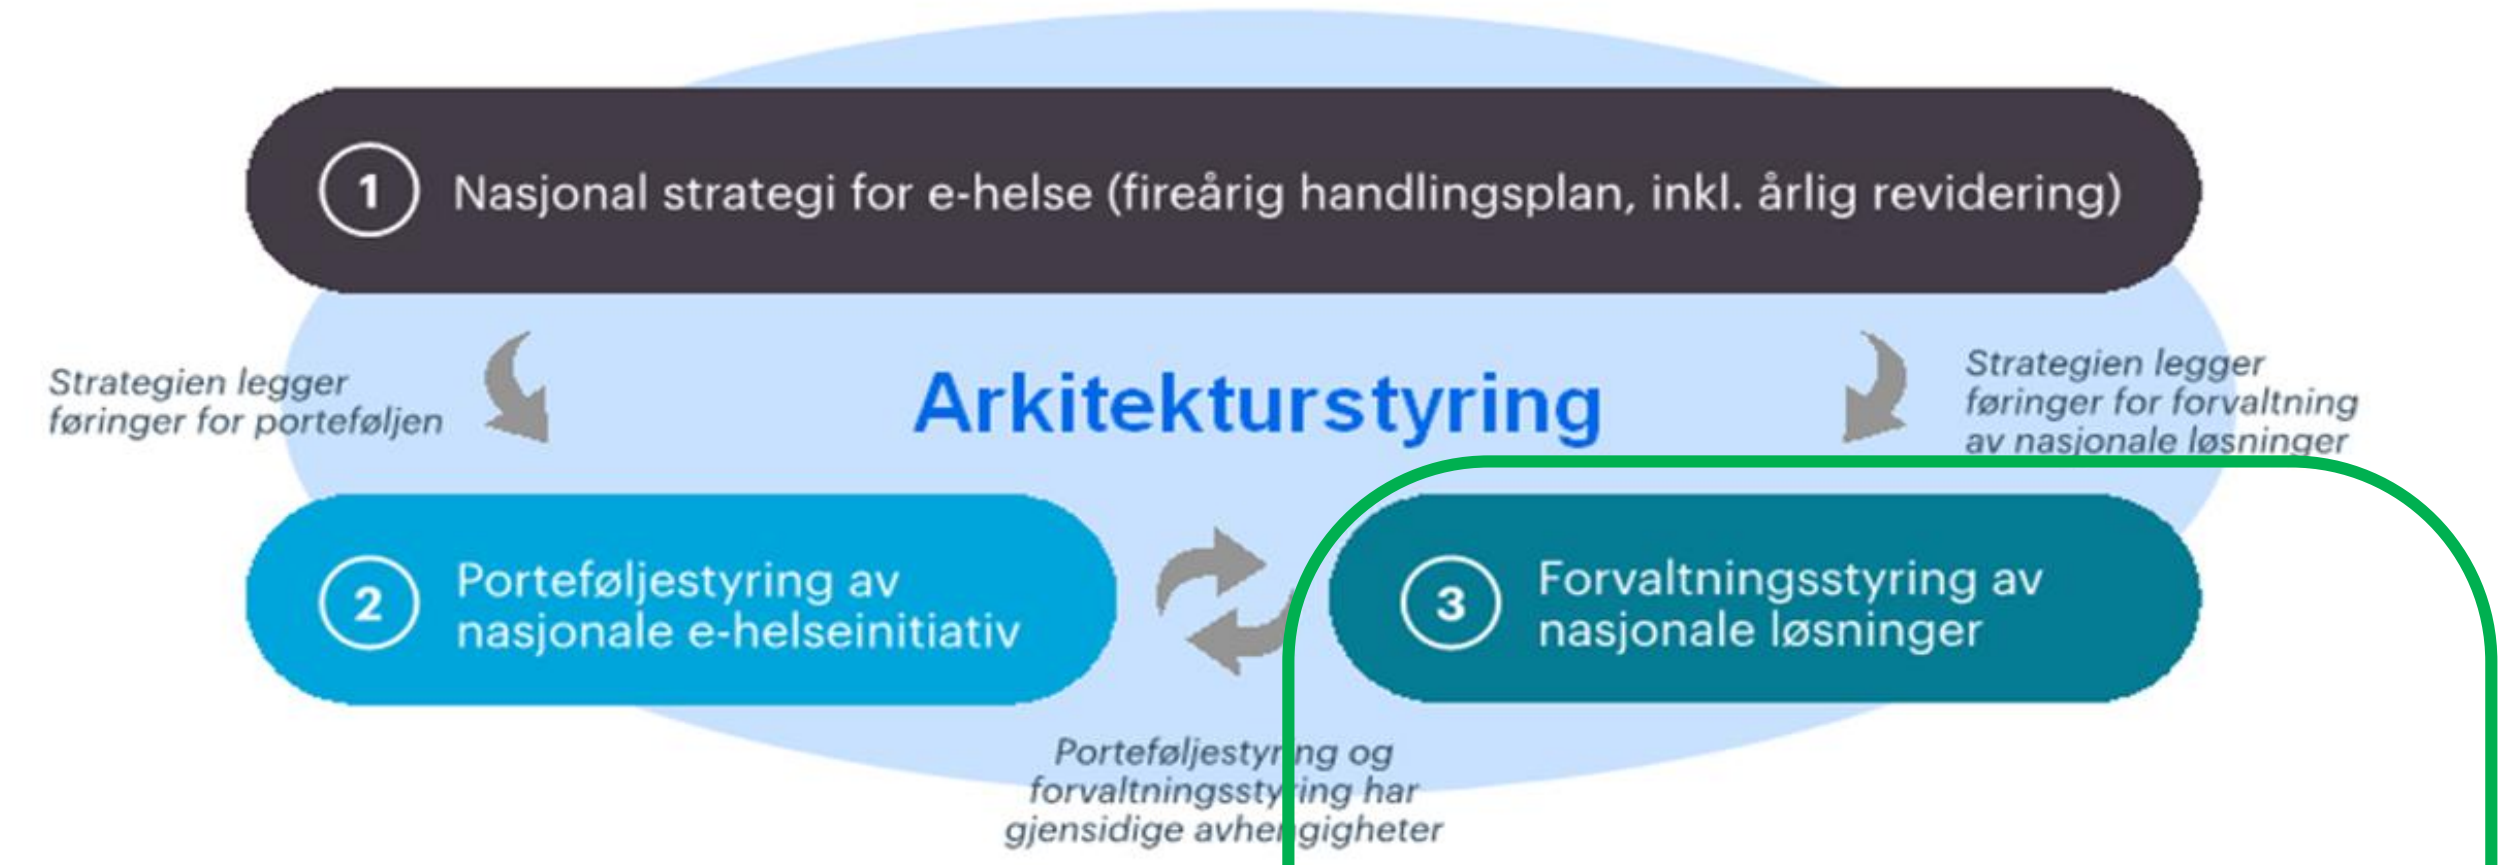 1 Nasjonal strategi for e-helse (fireårig handlingsplan, inkl. årlig revidering)
Strategien legger
føringer for porteføljen
Arkitekturstyring
Strategien legger
føringer for forvaltning
av nasjonale løsninger
2 Porteføljestyring av
nasjonale e-helseinitiativ
3 Forvaltningsstyring av
nasjonale løsninger
Porteføljestyring og
forvaltningsstyring har
gjensidige avhengigheter